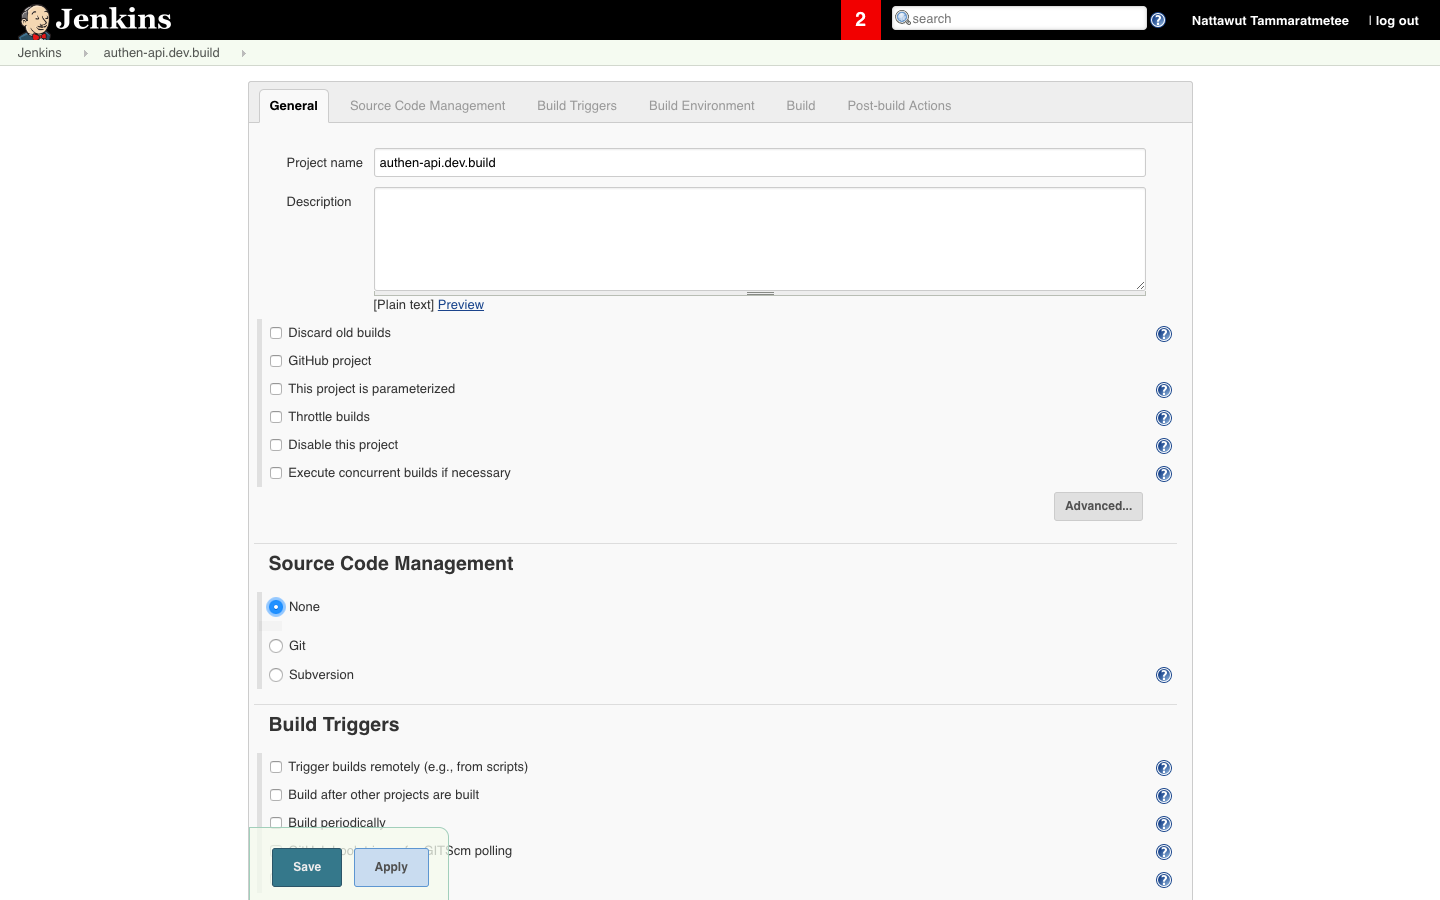 Jenkins
2
search
Nattawut Tammaratmetee
| log out
Jenkins
authen-api.dev.build
General
Source Code Management
Build Triggers
Build Environment
Build
Post-build Actions
Project name
authen-api.dev.build
Description
[Plain text] Preview
Discard old builds
GitHub project
This project is parameterized
Throttle builds
Disable this project
Execute concurrent builds if necessary
Advanced...
Source Code Management
None
Git
Subversion
Build Triggers
Trigger builds remotely (e.g., from scripts)
Build after other projects are built
Build periodically
GITScm polling
Save
Apply